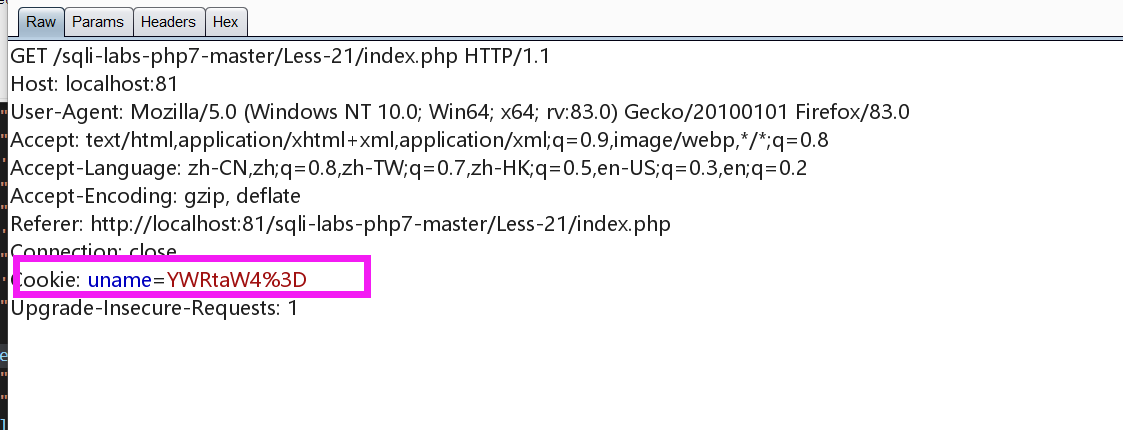 Raw Params Headers Hex
GET /sqli-labs-php7-master/Less-21/index.php HTTP/1.1
Host: localhost:81
User-Agent: Mozilla/5.0 (Windows NT 10.0; Win64; x64; rv:83.0) Gecko/20100101 Firefox/83.0
Accept: text/html,application/xhtml+xml,application/xml;q=0.9,image/webp,*/*;q=0.8
Accept-Language: zh-CN,zh;q=0.8,zh-TW;q=0.7,zh-HK;q=0.5,en-US;q=0.3,en;q=0.2
Accept-Encoding: gzip, deflate
Referer: http://localhost:81/sqli-labs-php7-master/Less-21/index.php
Connection: close
Cookie: uname=YWRtaW4%3D
Upgrade-Insecure-Requests: 1